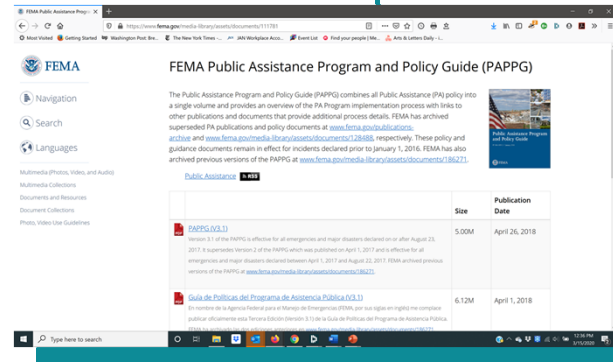 FEMA Public Assistance Prog
https://www.fema.gov/media-library/assets/documents/111781
Most Visited Getting Started Washington Post: Bre... The New York Times -... JAN Workplace Acco... Event List Find your people | Me... Arts & Letters Daily - i...
FEMA
Navigation
Search
Languages
Multimedia (Photos, Video, and Audio)
Multimedia Collections
Documents and Resources
Document Collections
Photo, Video Use Guidelines
FEMA Public Assistance Program and Policy Guide (PAPPG)
The Public Assistance Program and Policy Guide (PAPPG) combines all Public Assistance (PA) policy into
a single volume and provides an overview of the PA Program implementation process with links to
other publications and documents that provide additional process details. FEMA has archived
superseded PA publications and policy documents at www.fema.gov/publications-
archive and www.fema.gov/media-library/assets/documents/128488, respectively. These policy and
guidance documents remain in effect for incidents declared prior to January 1, 2016. FEMA has also
archived previous versions of the PAPPG at www.fema.gov/media-library/assets/documents/186271.
Public Assistance Program
and Policy Guide
FEMA
Public Assistance RSS
Size Publication
Date
PAPPG (V3.1) 5.00M April 26, 2018
Version 3.1 of the PAPPG is effective for all emergencies and major disasters declared on or after August 23,
2017. It supersedes Version 2 of the PAPPG which was published on April 1, 2017 and is effective for all
emergencies and major disasters declared between April 1, 2017 and August 22, 2017. FEMA archived previous
versions of the PAPPG at www.fema.gov/media-library/assets/documents/186271.
Guía de Políticas del Programa de Asistencia Pública (V3.1) 6.12M April 1, 2018
En nombre de la Agencia Federal para el Manejo de Emergencias (FEMA, por sus siglas en inglés) me complace
publicar oficialmente esta Tercera Edición (Versión 3.1) de la Guía de Políticas del Programa de Asistencia Pública.
FEMA ha archivado
Type here to search
12:36 PM
3/15/2020